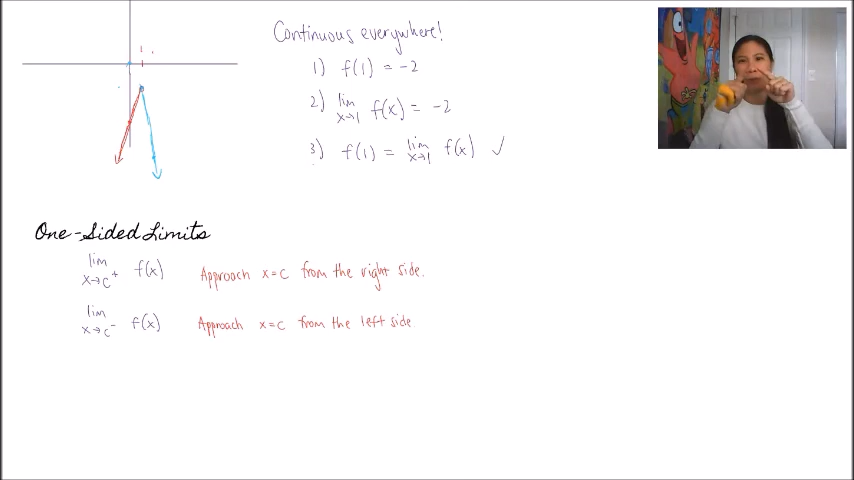 Continuous everywhere!
1) f(1) = -2
2) lim x→1 f(x) = -2
3) f(1) = lim x→1 f(x) ✓
1
One-Sided Limits
lim x→c⁺ f(x) Approach x=c from the right side.
lim x→c⁻ f(x) Approach x=c from the left side